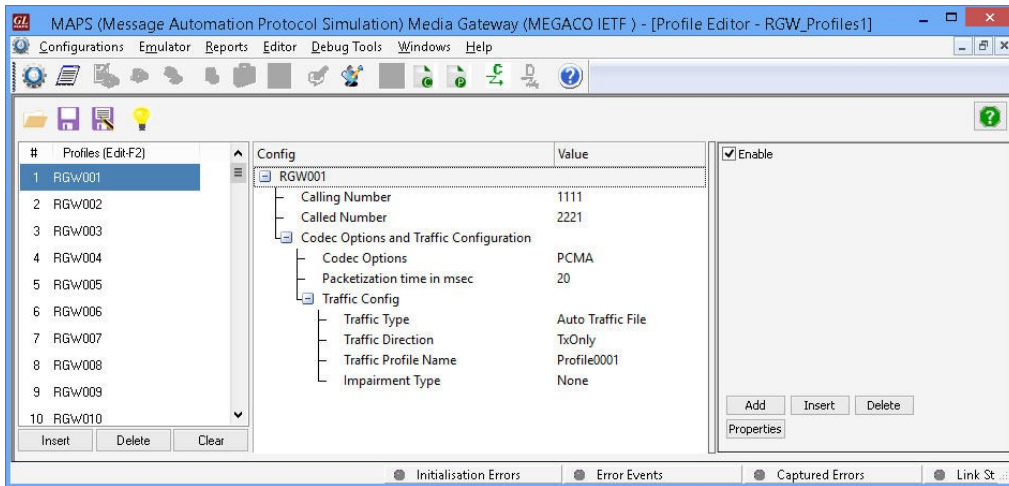 GL MAPS MAPS (Message Automation Protocol Simulation) Media Gateway (MEGACO IETF ) - [Profile Editor - RGW_Profiles1]
Configurations Emulator Reports Editor Debug Tools Windows Help
# Profiles (Edit-F2)
1 RGW001
2 RGW002
3 RGW003
4 RGW004
5 RGW005
6 RGW006
7 RGW007
8 RGW008
9 RGW009
10 RGW010
Insert Delete Clear
Config Value
RGW001
Calling Number 1111
Called Number 2221
Codec Options and Traffic Configuration
Codec Options PCMA
Packetization time in msec 20
Traffic Config
Traffic Type Auto Traffic File
Traffic Direction TxOnly
Traffic Profile Name Profile0001
Impairment Type None
Enable
Add Insert Delete
Properties
Initialisation Errors Error Events Captured Errors Link St